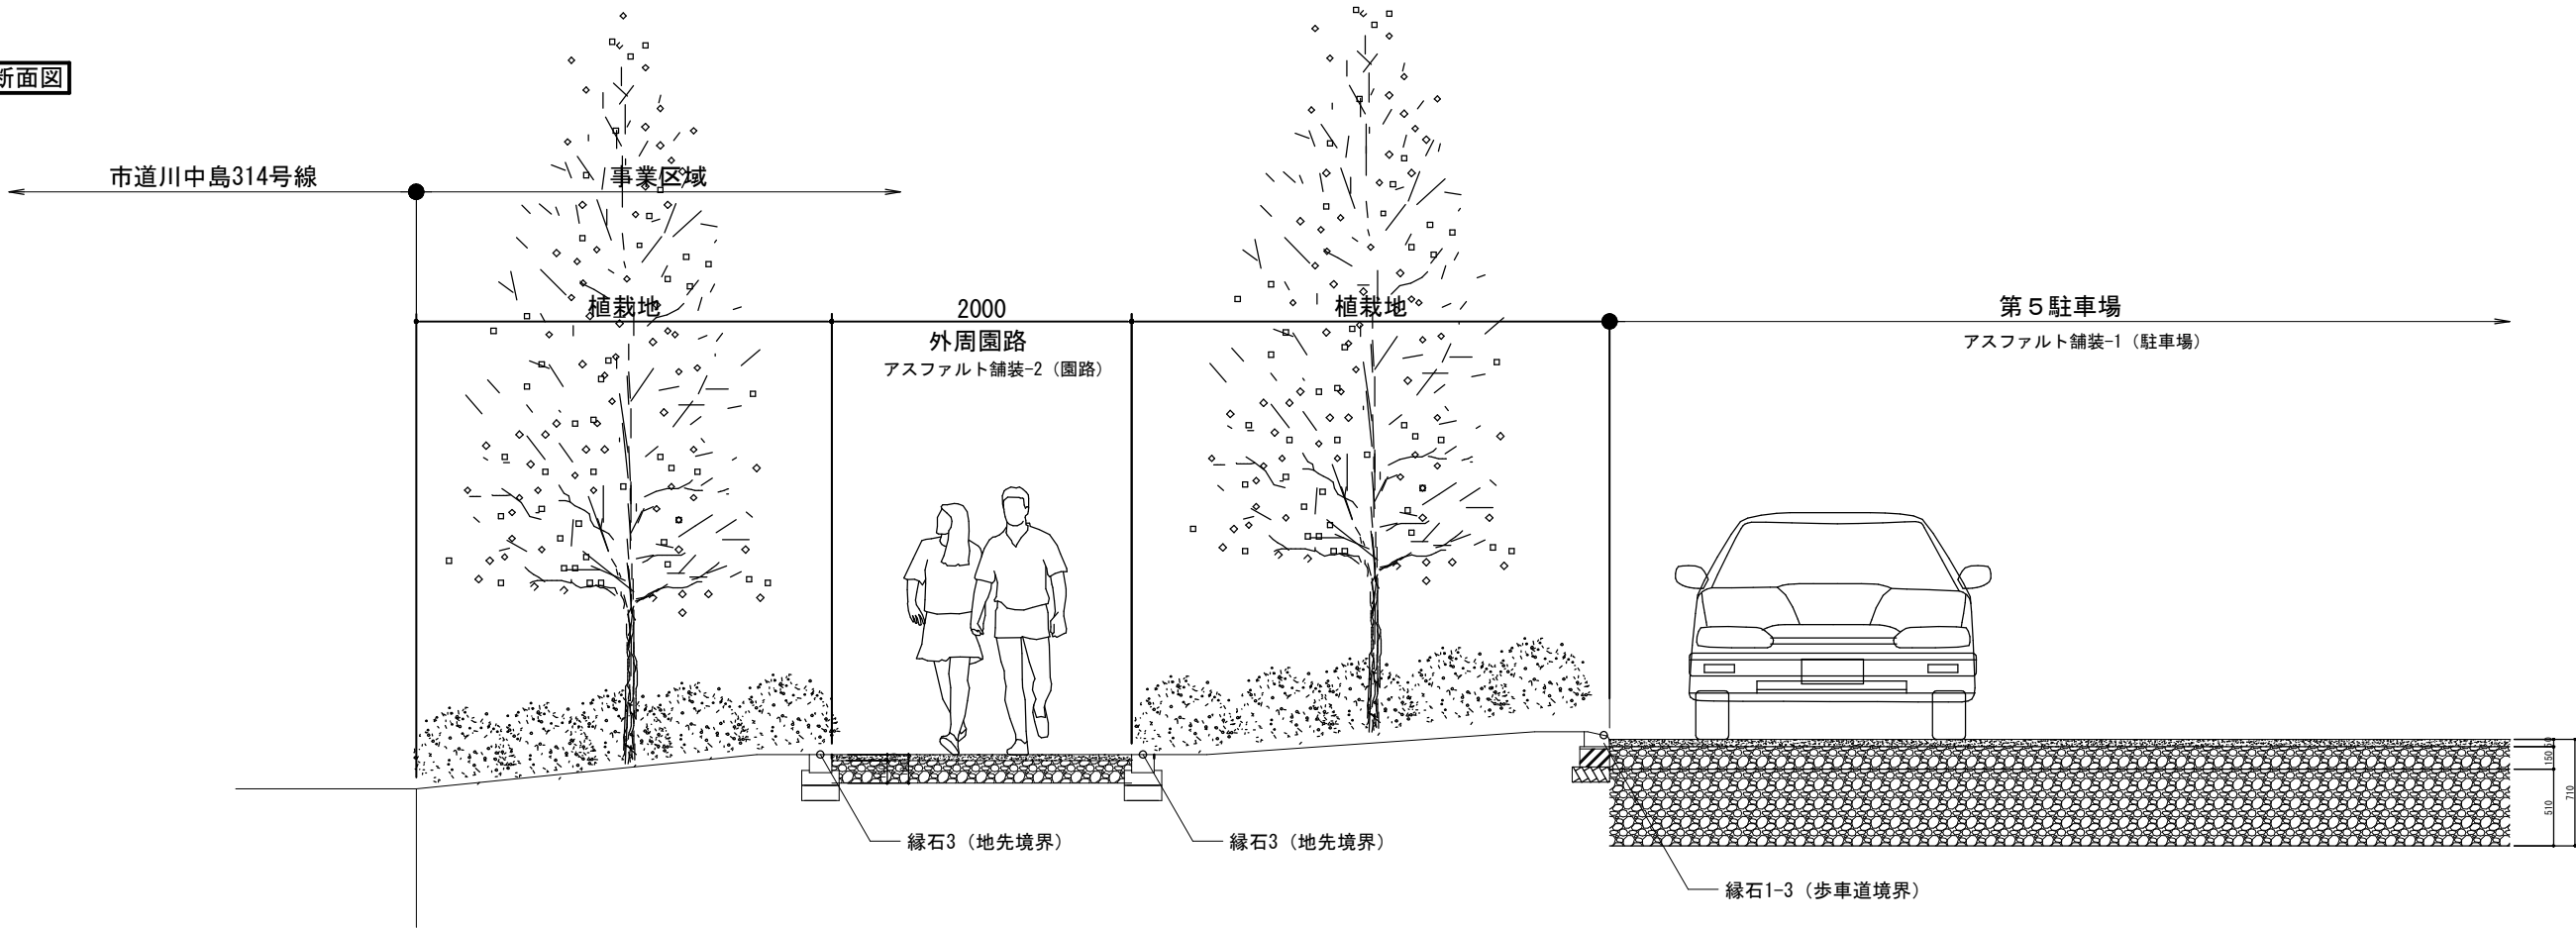 断面図
市道川中島314号線
事業区域
植栽地
2000
植栽地
第５駐車場
外周園路
アスファルト舗装-2（園路）
アスファルト舗装-1（駐車場）
50
150
510
710
縁石3（地先境界）
縁石3（地先境界）
縁石1-3（歩車道境界）